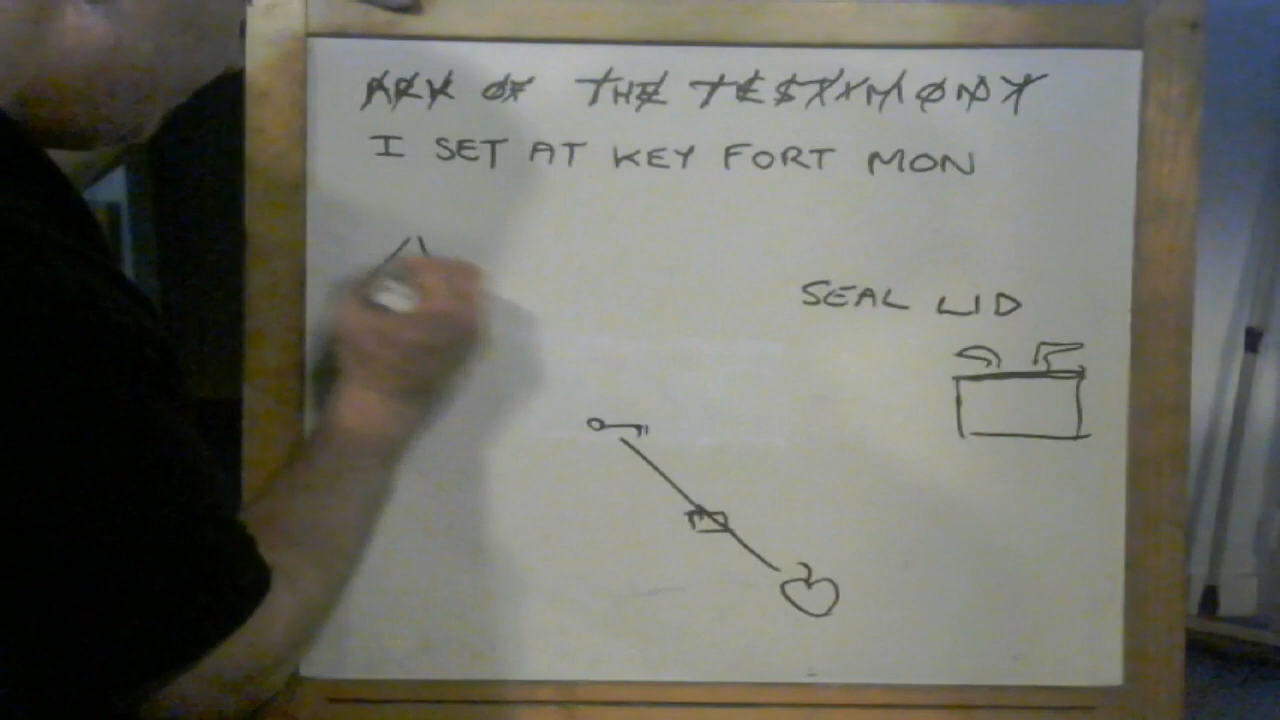 ARK OF THE TESTIMONY
I SET AT KEY FORT MON
SEAL LID